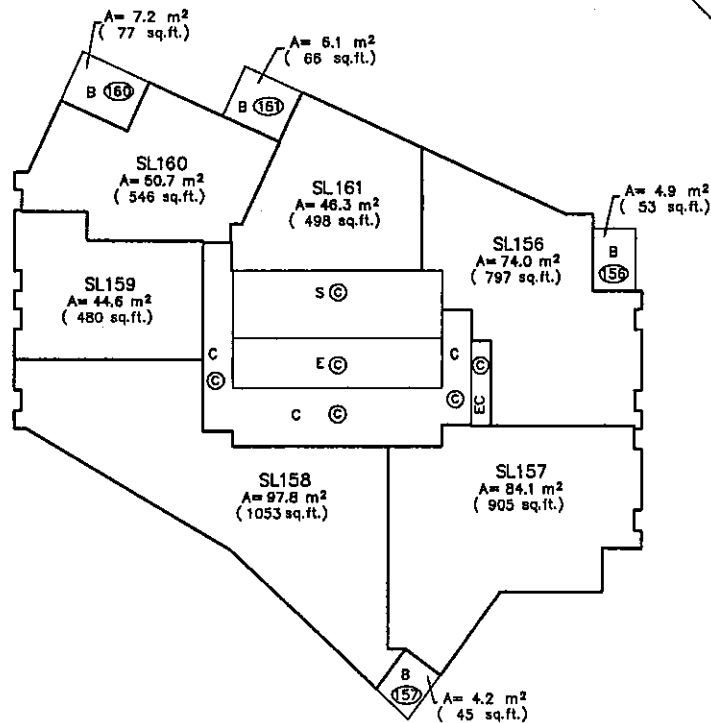 A= 7.2 m²
( 77 sq.ft.)
A= 6.1 m²
( 66 sq.ft.)
B 160
B 161
SL160
A= 50.7 m²
( 546 sq.ft.)
SL161
A= 46.3 m²
( 498 sq.ft.)
A= 4.9 m²
( 53 sq.ft.)
SL156
A= 74.0 m²
( 797 sq.ft.)
B
156
SL159
A= 44.6 m²
( 480 sq.ft.)
S C
E C
C
C
C C
C
C
C
EC
SL158
A= 97.8 m²
( 1053 sq.ft.)
SL157
A= 84.1 m²
( 905 sq.ft.)
B
157
A= 4.2 m²
( 45 sq.ft.)